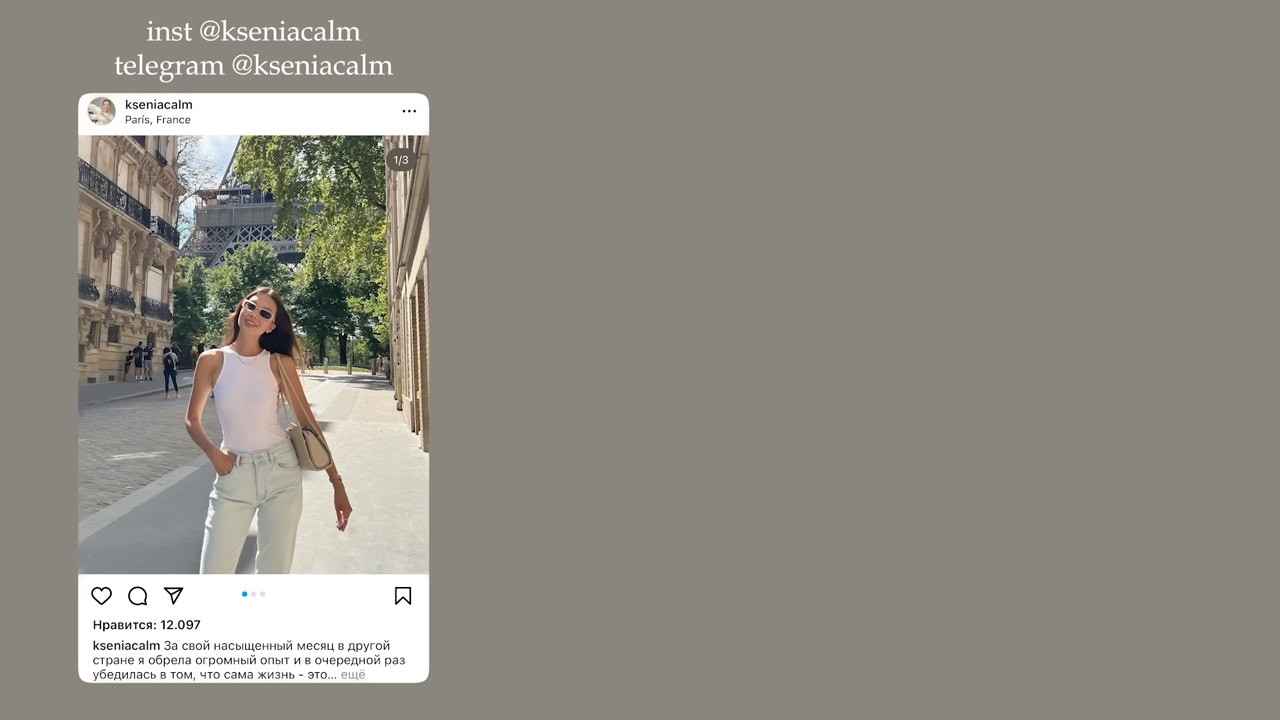 inst @kseniacalm
telegram @kseniacalm
kseniacalm
París, France
1/3
Нравится: 12.097
kseniacalm За свой насыщенный месяц в другой
стране я обрела огромный опыт и в очередной раз
убедилась в том, что сама жизнь - это... ещё